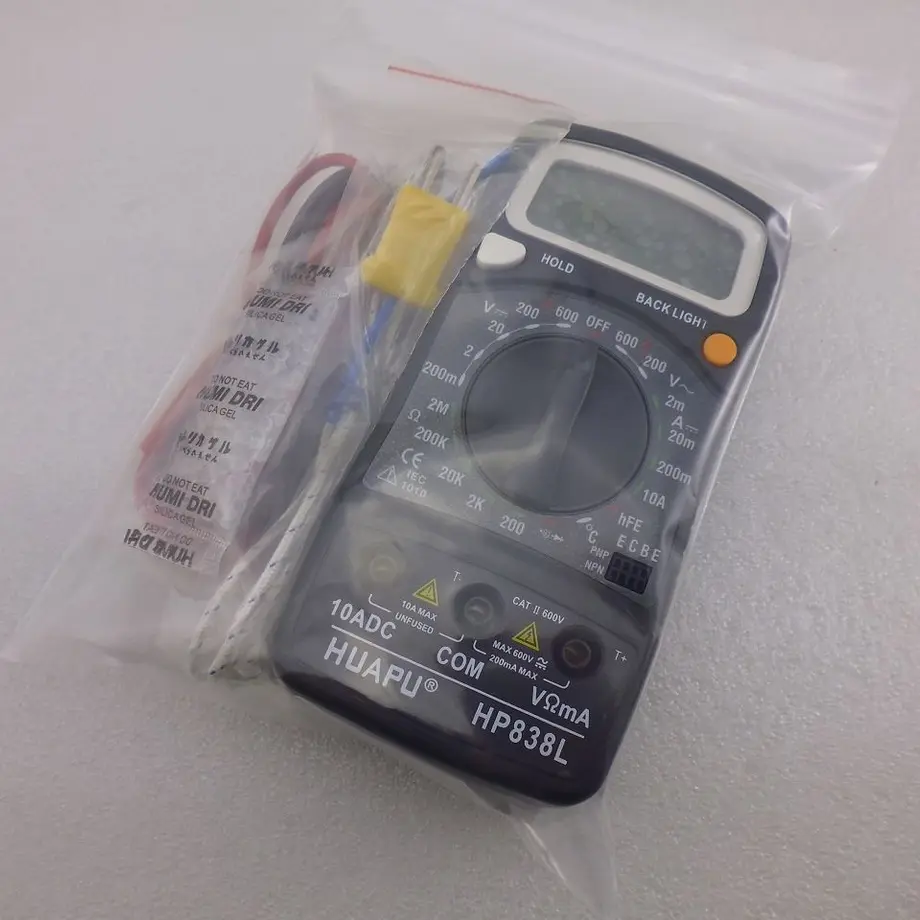 HOLD
BACK LIGHT
V⎓ 200 600 OFF 600 200 V~
20
2
200m
2m
A⎓
20m
200m
10A
2M
Ω
200K
20K
2K
200
CE
IEC
1010
°C
hFE
E C B E
PNP
NPN
T-
CAT II 600V
10A MAX
UNFUSED
MAX 600V
200mA MAX
T+
10ADC
COM
VΩmA
HUAPU®
HP838L
DO NOT EAT
HUMI DRI
SILICA GEL
シリカゲル
DO NOT EAT
HUMI DRI
SILICA GEL
シリカゲル
DO NOT EAT
HUMI DRI
SILICA GEL
HUMI DRI